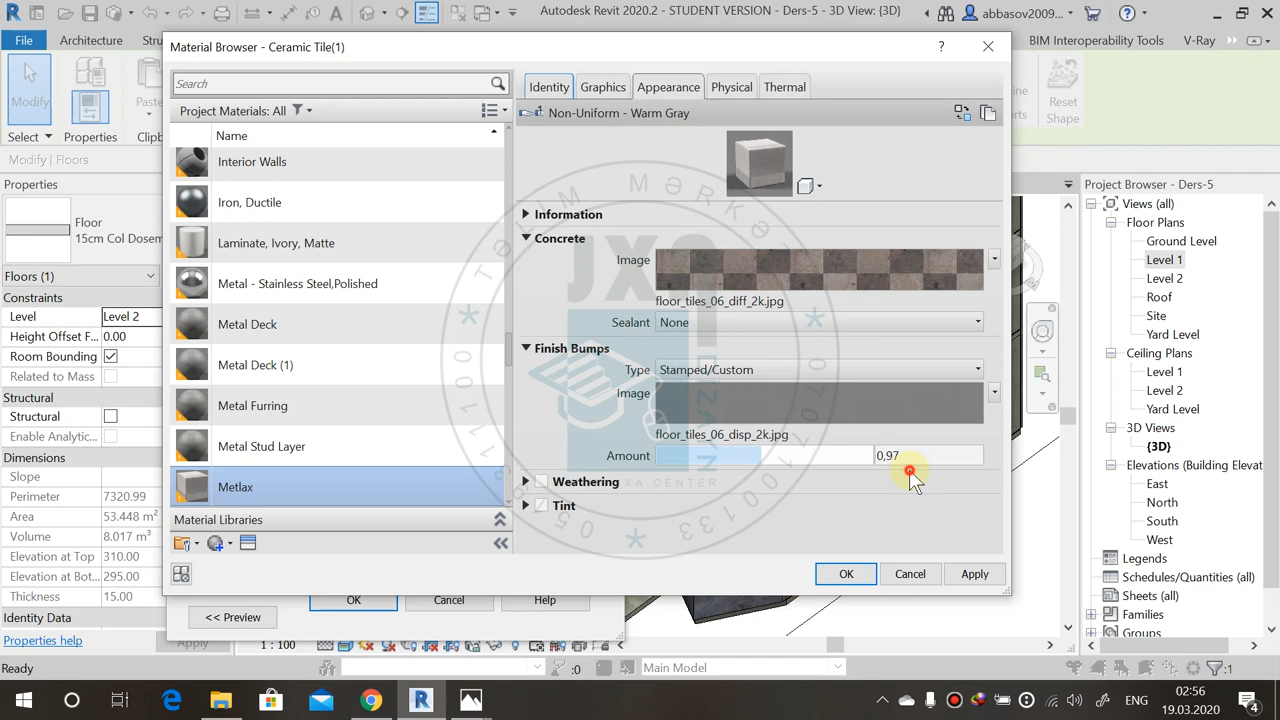 Autodesk Revit 2020.2 - STUDENT VERSION - Ders-5 - 3D View: {3D}
abbasov2009...
File
Architecture
Stru
BIM Interoperability Tools
V-Ray
Modify
Properties
Paste
Reset
Shape
Select
Properties
Clipb
Modify | Floors
Material Browser - Ceramic Tile(1)
?
Search
Project Materials: All
Name
Interior Walls
Iron, Ductile
Laminate, Ivory, Matte
Metal - Stainless Steel,Polished
Metal Deck
Metal Deck (1)
Metal Furring
Metal Stud Layer
Metlax
Material Libraries
Identity
Graphics
Appearance
Physical
Thermal
Non-Uniform - Warm Gray
Information
Concrete
Image
floor_tiles_06_diff_2k.jpg
Sealant
None
Finish Bumps
Type
Stamped/Custom
Image
floor_tiles_06_disp_2k.jpg
Amount
0,97
Weathering
Tint
OK
Cancel
Apply
Properties
Floor
15cm Col Dosem
Floors (1)
Constraints
Level
Level 2
Height Offset F...
0.00
Room Bounding
Related to Mass
Structural
Structural
Enable Analytic...
Dimensions
Slope
Perimeter
7320.99
Area
53.448 m²
Volume
8.017 m³
Elevation at Top
310.00
Elevation at Bot...
295.00
Thickness
15.00
Identity Data
Properties help
Apply
OK
Cancel
Help
<< Preview
1 : 100
Project Browser - Ders-5
Views (all)
Floor Plans
Ground Level
Level 1
Level 2
Roof
Site
Yard Level
Ceiling Plans
Level 1
Level 2
Yard Level
3D Views
{3D}
Elevations (Building Elevat
East
North
South
West
Legends
Schedules/Quantities (all)
Sheets (all)
Families
Groups
Ready
:0
Main Model
:1
ENG
02:56
19.03.2020
4